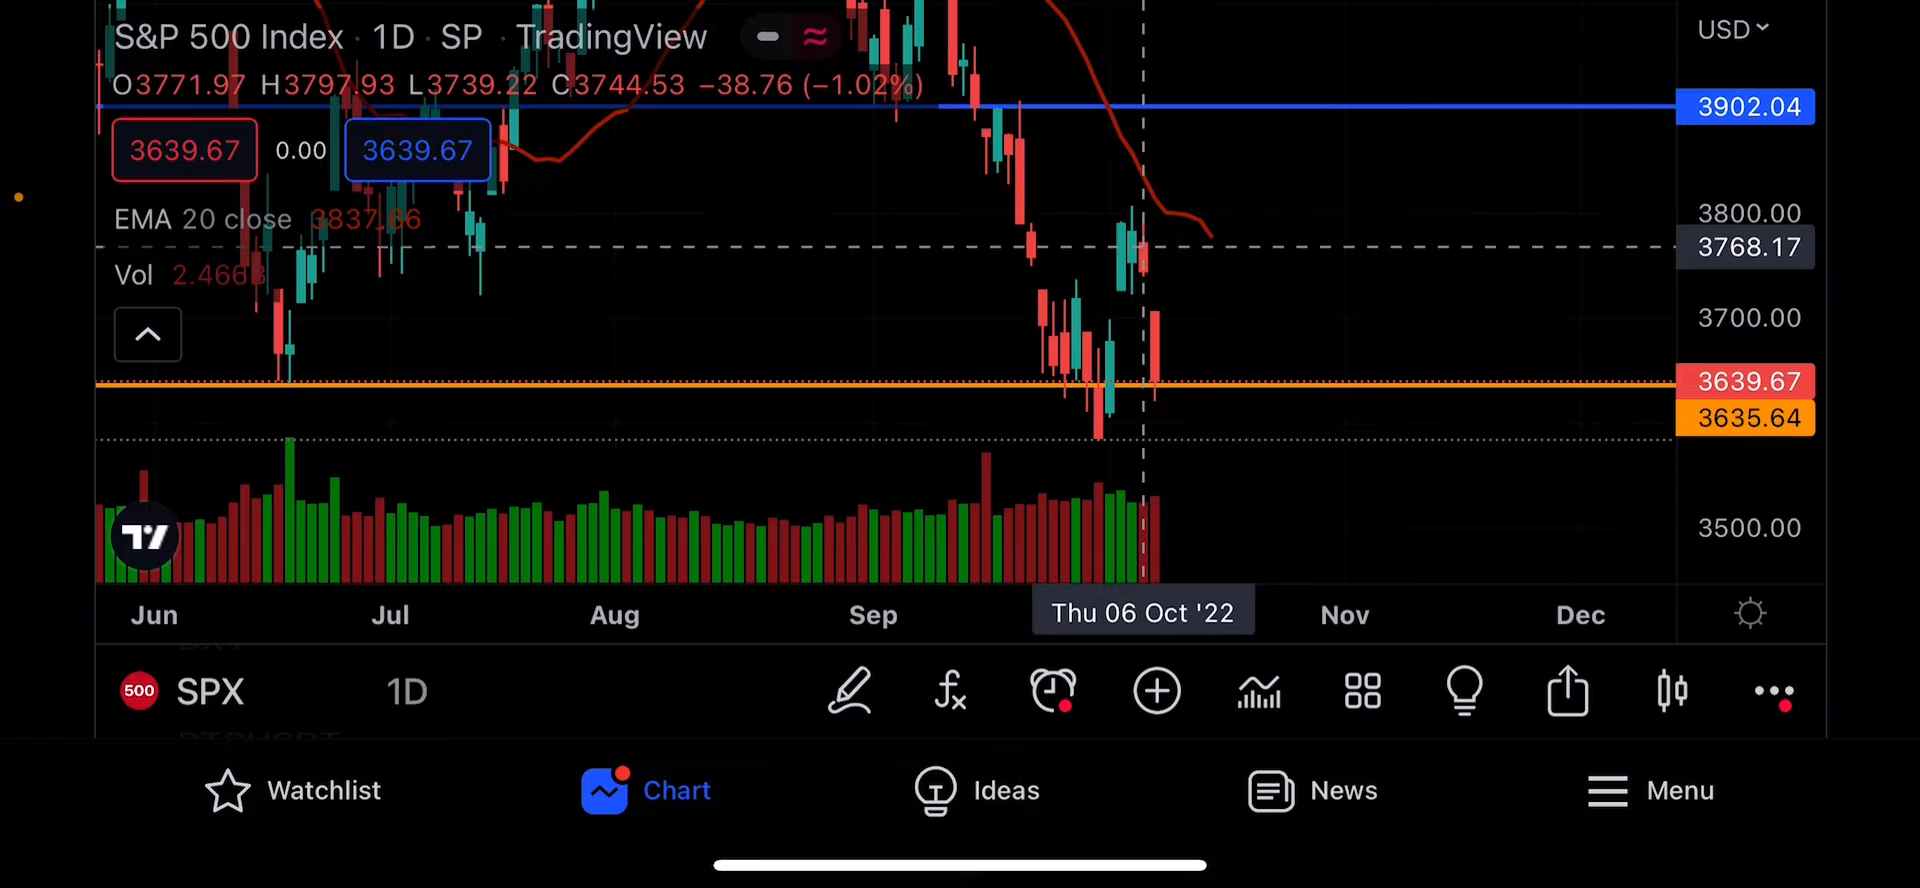 S&P 500 Index · 1D · SP · TradingView
USD
O3771.97 H3797.93 L3739.22 C3744.53 −38.76 (−1.02%)
3902.04
3639.67 0.00 3639.67
EMA 20 close 3837.66
3800.00
3768.17
Vol 2.466B
3700.00
3639.67
3635.64
3500.00
Jun Jul Aug Sep Thu 06 Oct '22 Nov Dec
500 SPX 1D
Watchlist Chart Ideas News Menu